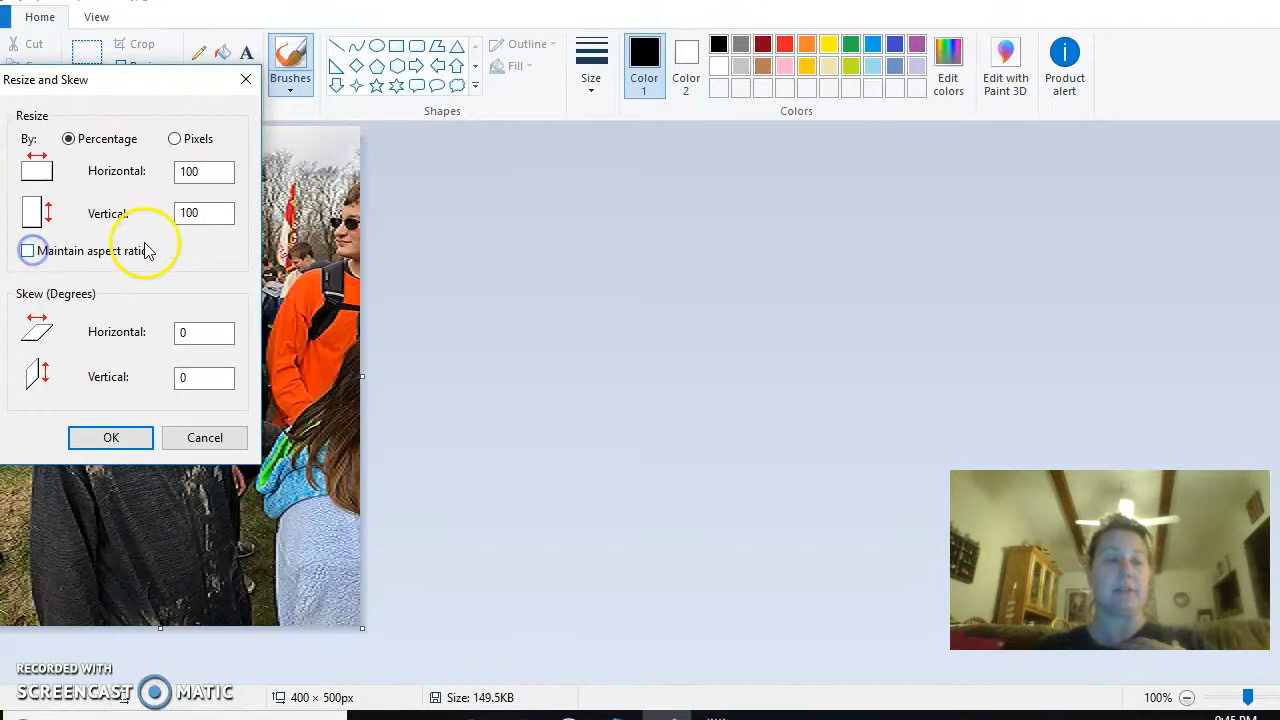 Home View
Cut
Crop
Brushes
Outline
Fill
Shapes
Size
Color
1
Color
2
Edit
colors
Colors
Edit with
Paint 3D
Product
alert
Resize and Skew
Resize
By: Percentage Pixels
Horizontal: 100
Vertical: 100
Maintain aspect ratio
Skew (Degrees)
Horizontal: 0
Vertical: 0
OK Cancel
RECORDED WITH
SCREENCAST MATIC
400 × 500px
Size: 149.5KB
100%